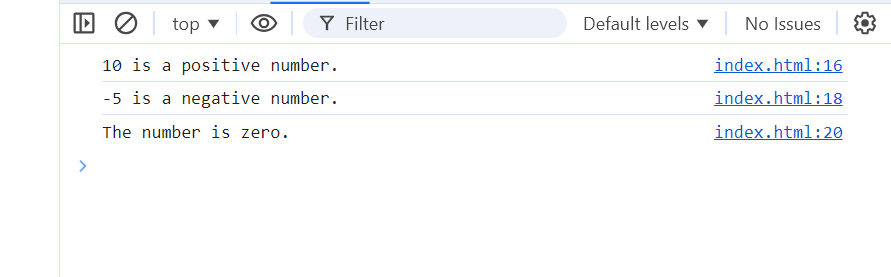 top Filter Default levels No Issues
10 is a positive number. index.html:16
-5 is a negative number. index.html:18
The number is zero. index.html:20